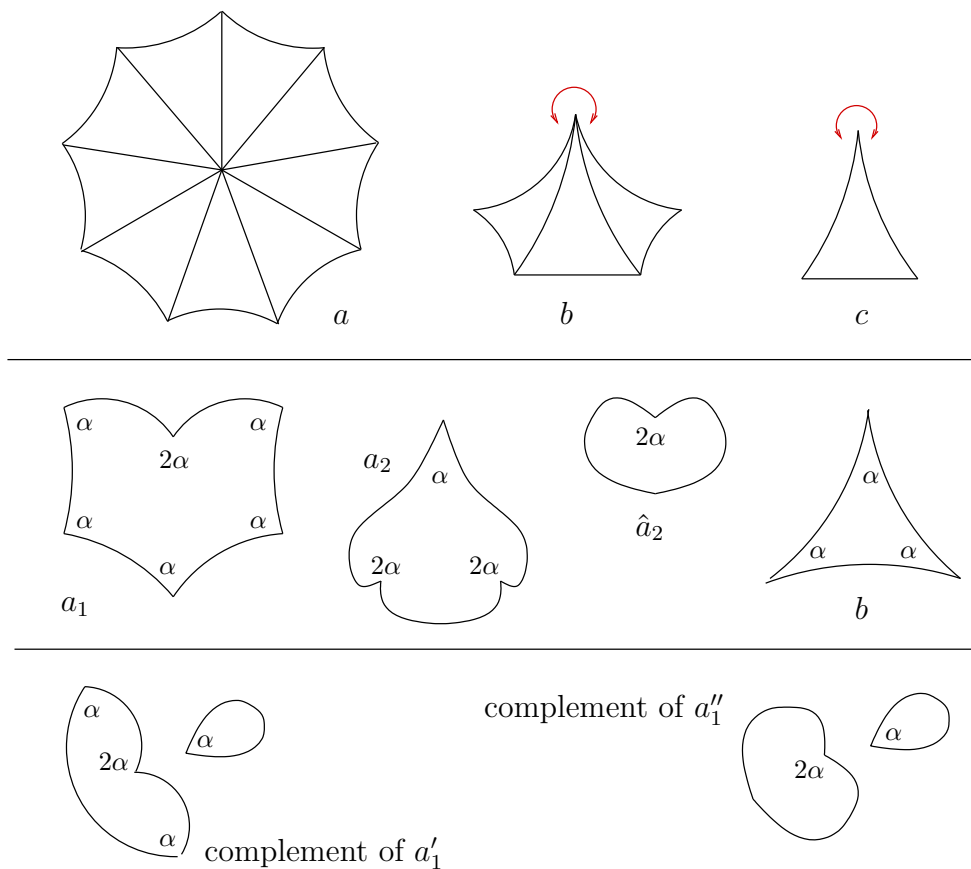 a b c
α 2α α
α α α
a₁
a₂ α 2α 2α
2α
â₂
α α α
b
α 2α α α
complement of a₁′
complement of a₁″ 2α α